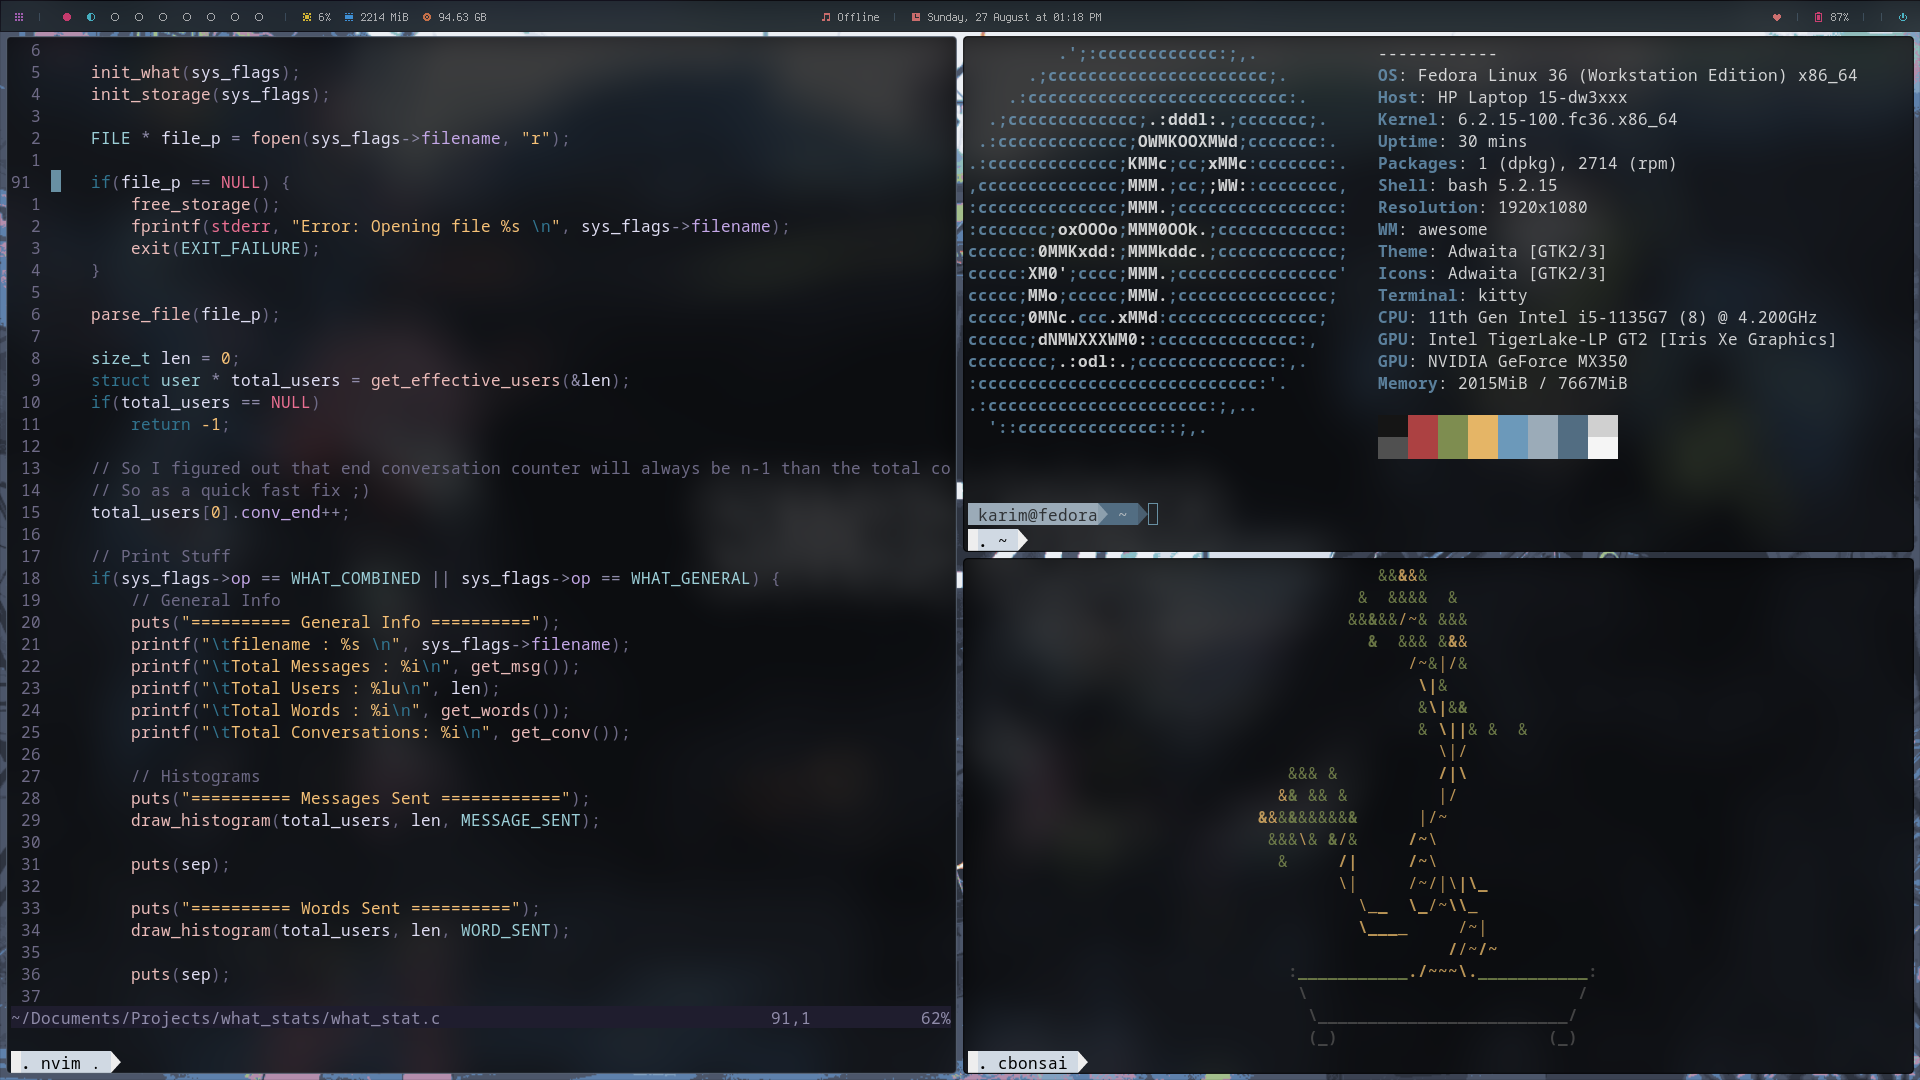 6% 2214 MiB 94.63 GB Offline Sunday, 27 August at 01:18 PM 87%
6
5 init_what(sys_flags);
4 init_storage(sys_flags);
3
2 FILE * file_p = fopen(sys_flags->filename, "r");
1
91 if(file_p == NULL) {
1 free_storage();
2 fprintf(stderr, "Error: Opening file %s \n", sys_flags->filename);
3 exit(EXIT_FAILURE);
4 }
5
6 parse_file(file_p);
7
8 size_t len = 0;
9 struct user * total_users = get_effective_users(&len);
10 if(total_users == NULL)
11 return -1;
12
13 // So I figured out that end conversation counter will always be n-1 than the total co
14 // So as a quick fast fix ;)
15 total_users[0].conv_end++;
16
17 // Print Stuff
18 if(sys_flags->op == WHAT_COMBINED || sys_flags->op == WHAT_GENERAL) {
19 // General Info
20 puts("========== General Info ==========");
21 printf("\tfilename : %s \n", sys_flags->filename);
22 printf("\tTotal Messages : %i\n", get_msg());
23 printf("\tTotal Users : %lu\n", len);
24 printf("\tTotal Words : %i\n", get_words());
25 printf("\tTotal Conversations: %i\n", get_conv());
26
27 // Histograms
28 puts("========== Messages Sent ============");
29 draw_histogram(total_users, len, MESSAGE_SENT);
30
31 puts(sep);
32
33 puts("========== Words Sent ==========");
34 draw_histogram(total_users, len, WORD_SENT);
35
36 puts(sep);
37
~/Documents/Projects/what_stats/what_stat.c 91,1 62%
. nvim .
------------
OS: Fedora Linux 36 (Workstation Edition) x86_64
Host: HP Laptop 15-dw3xxx
Kernel: 6.2.15-100.fc36.x86_64
Uptime: 30 mins
Packages: 1 (dpkg), 2714 (rpm)
Shell: bash 5.2.15
Resolution: 1920x1080
WM: awesome
Theme: Adwaita [GTK2/3]
Icons: Adwaita [GTK2/3]
Terminal: kitty
CPU: 11th Gen Intel i5-1135G7 (8) @ 4.200GHz
GPU: Intel TigerLake-LP GT2 [Iris Xe Graphics]
GPU: NVIDIA GeForce MX350
Memory: 2015MiB / 7667MiB
karim@fedora ~
. ~
. cbonsai